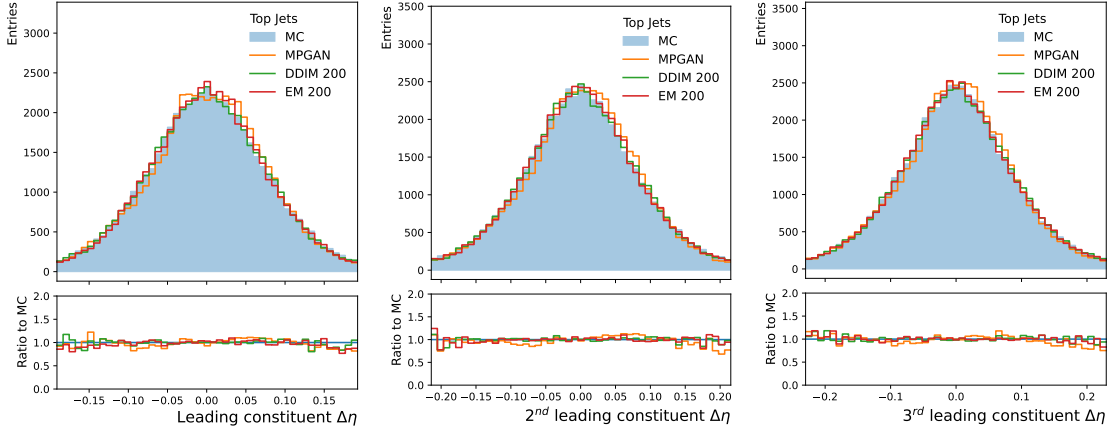 Entries
3000
2500
2000
1500
1000
500
0
Top Jets
MC
MPGAN
DDIM 200
EM 200
Ratio to MC
2.0
1.5
1.0
0.5
0.0
−0.15 −0.10 −0.05 0.00 0.05 0.10 0.15
Leading constituent Δη
Entries
3500
3000
2500
2000
1500
1000
500
0
Top Jets
MC
MPGAN
DDIM 200
EM 200
Ratio to MC
2.0
1.5
1.0
0.5
0.0
−0.20 −0.15 −0.10 −0.05 0.00 0.05 0.10 0.15 0.20
2nd leading constituent Δη
Entries
3500
3000
2500
2000
1500
1000
500
0
Top Jets
MC
MPGAN
DDIM 200
EM 200
Ratio to MC
2.0
1.5
1.0
0.5
0.0
−0.2 −0.1 0.0 0.1 0.2
3rd leading constituent Δη